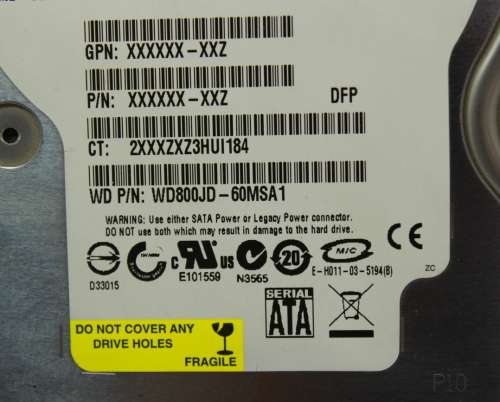 GPN: XXXXXX-XXZ
P/N: XXXXXX-XXZ DFP
CT: 2XXXZXZ3HUI184
WD P/N: WD800JD-60MSA1
WARNING: Use either SATA Power or Legacy Power connector.
DO NOT use both which may result in damage to the hard drive.
c UL US 20 MIC CE
D33015 E101559 N3565 E-H011-03-5194(B) ZC
SERIAL
ATA
DO NOT COVER ANY
DRIVE HOLES
FRAGILE
P10